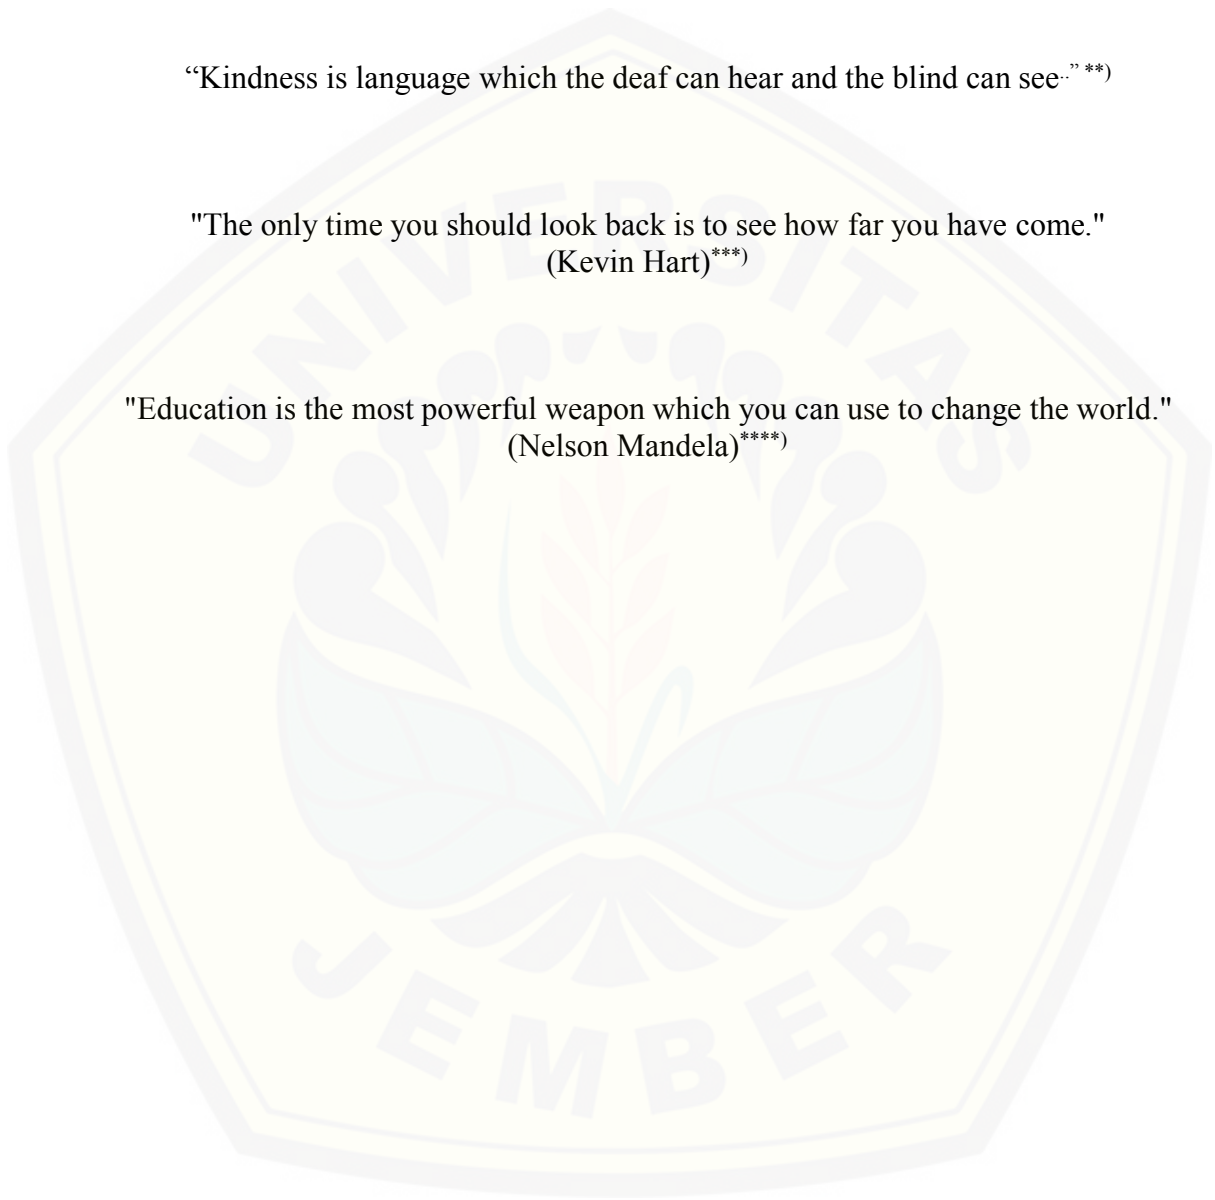 “Kindness is language which the deaf can hear and the blind can see..” **)
"The only time you should look back is to see how far you have come."
(Kevin Hart)***)
"Education is the most powerful weapon which you can use to change the world."
(Nelson Mandela)****)
UNIVERSITAS
JEMBER